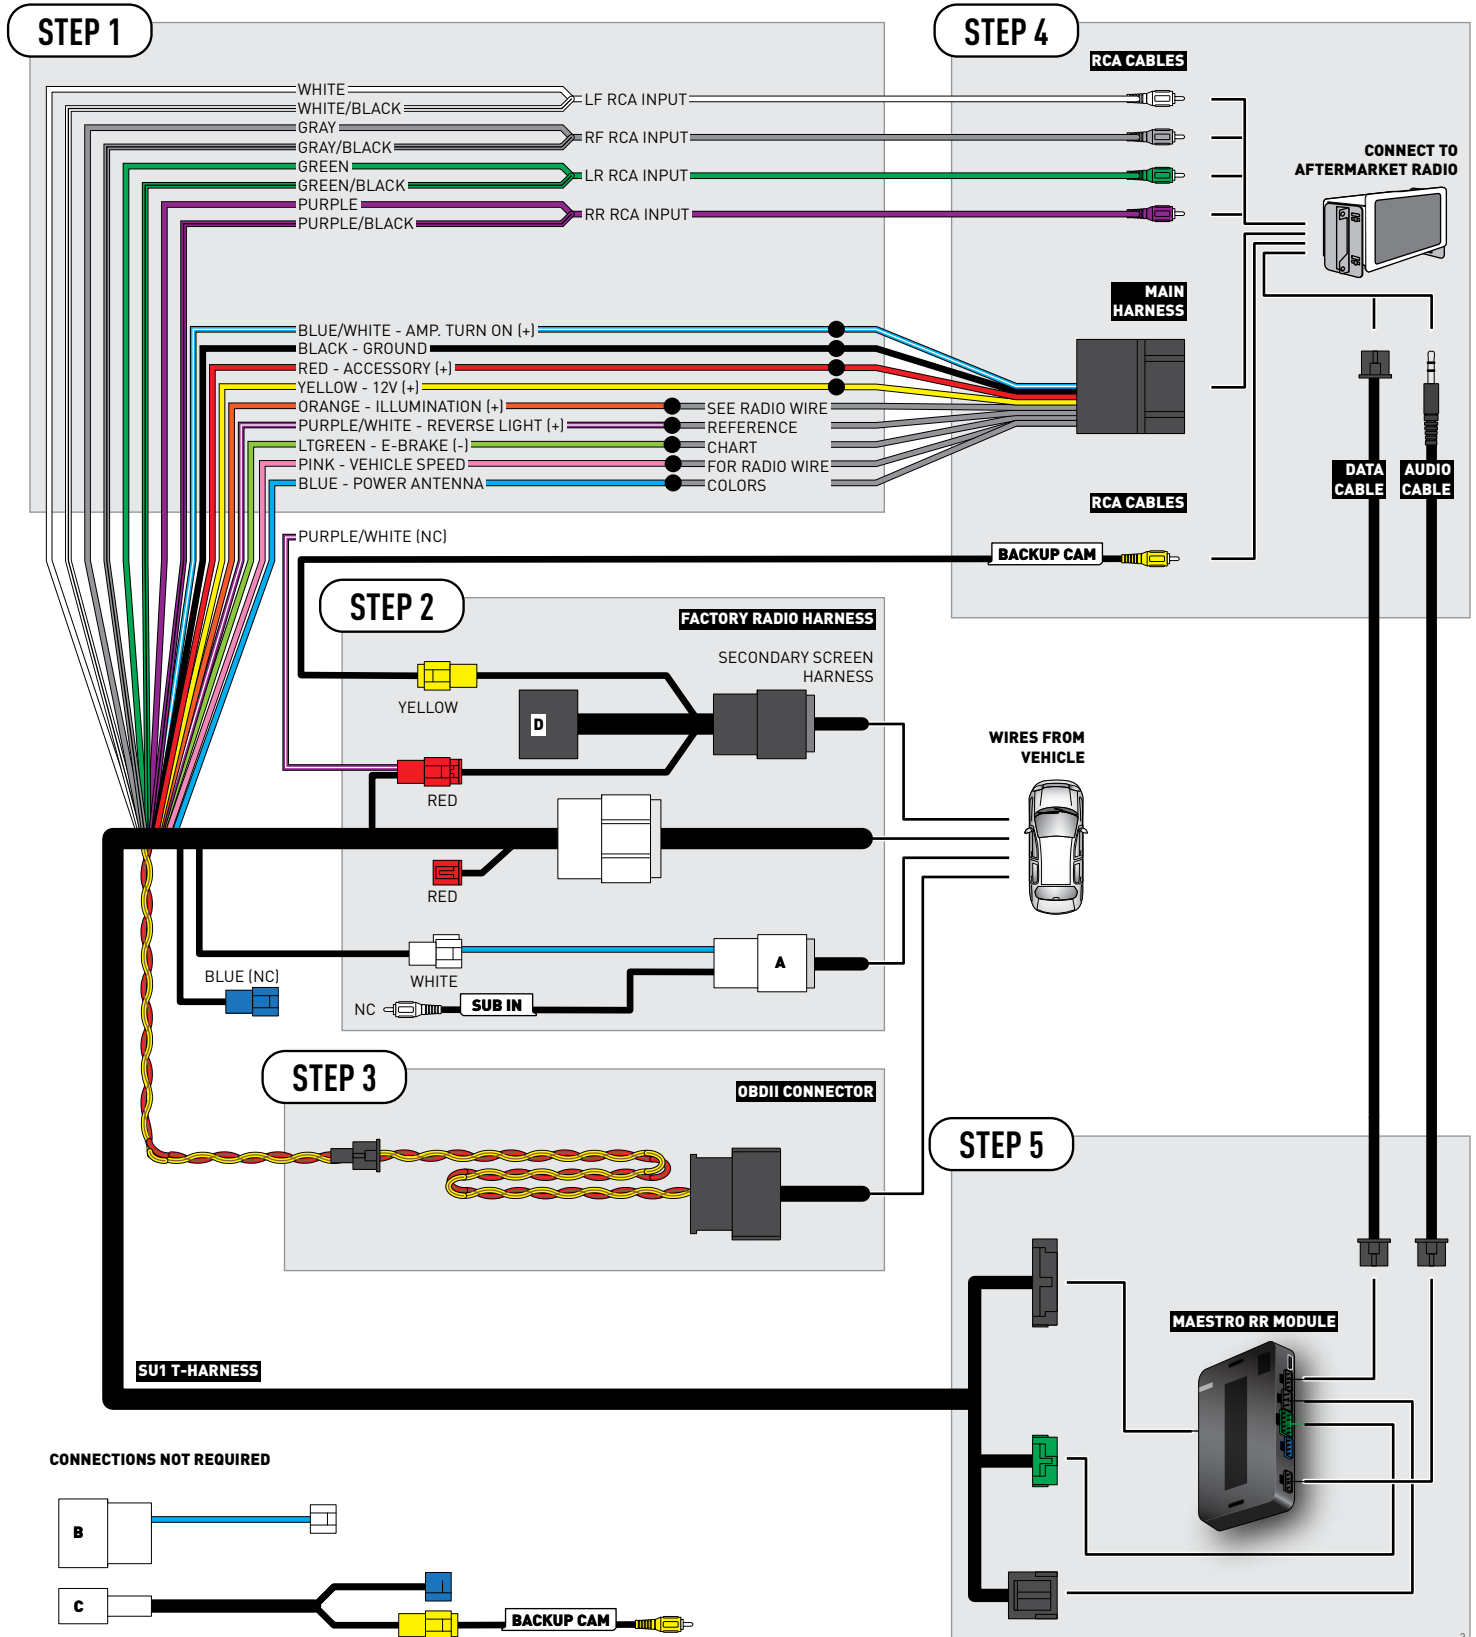 STEP 1
WHITE
WHITE/BLACK
LF RCA INPUT
GRAY
GRAY/BLACK
RF RCA INPUT
GREEN
GREEN/BLACK
LR RCA INPUT
PURPLE
PURPLE/BLACK
RR RCA INPUT
BLUE/WHITE - AMP. TURN ON (+)
BLACK - GROUND
RED - ACCESSORY (+)
YELLOW - 12V (+)
ORANGE - ILLUMINATION (+)
PURPLE/WHITE - REVERSE LIGHT (+)
LTGREEN - E-BRAKE (-)
PINK - VEHICLE SPEED
BLUE - POWER ANTENNA
SEE RADIO WIRE
REFERENCE
CHART
FOR RADIO WIRE
COLORS
PURPLE/WHITE (NC)
STEP 4
RCA CABLES
CONNECT TO
AFTERMARKET RADIO
MAIN
HARNESS
DATA
CABLE
AUDIO
CABLE
RCA CABLES
BACKUP CAM
STEP 2
FACTORY RADIO HARNESS
SECONDARY SCREEN
HARNESS
YELLOW
D
RED
RED
WHITE
A
NC
SUB IN
BLUE (NC)
WIRES FROM
VEHICLE
STEP 3
OBDII CONNECTOR
STEP 5
MAESTRO RR MODULE
SU1 T-HARNESS
CONNECTIONS NOT REQUIRED
B
C
BACKUP CAM